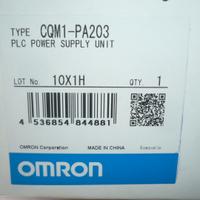 TYPE CQM1-PA203
PLC POWER SUPPLY UNIT
LOT No. 10X1H QTY. 1
4 536854 844881
OMRON Corporation MADE IN CHINA
OMRON